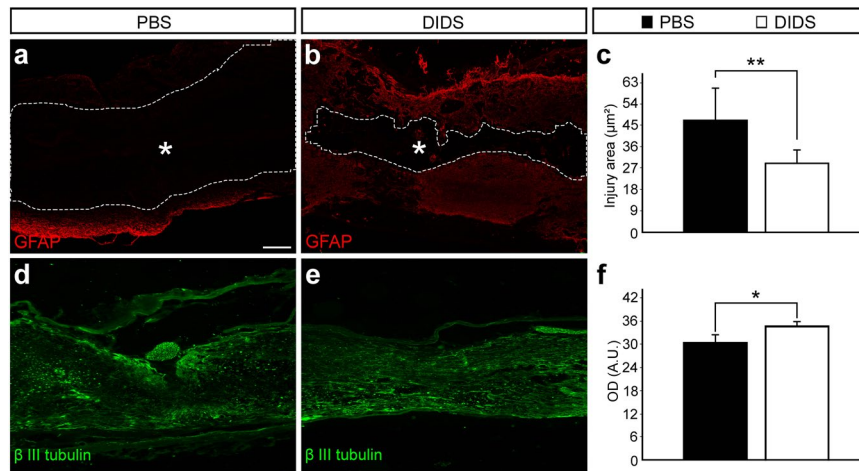 PBS
DIDS
PBS
DIDS
a
*
GFAP
b
*
GFAP
c
**
Injury area (µm²)
63
54
45
36
27
18
9
0
d
β III tubulin
e
β III tubulin
f
*
OD (A.U.)
42
36
30
24
18
12
6
0